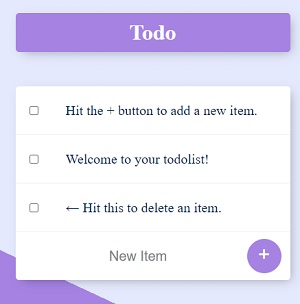 Todo
Hit the + button to add a new item.
Welcome to your todolist!
← Hit this to delete an item.
New Item
+